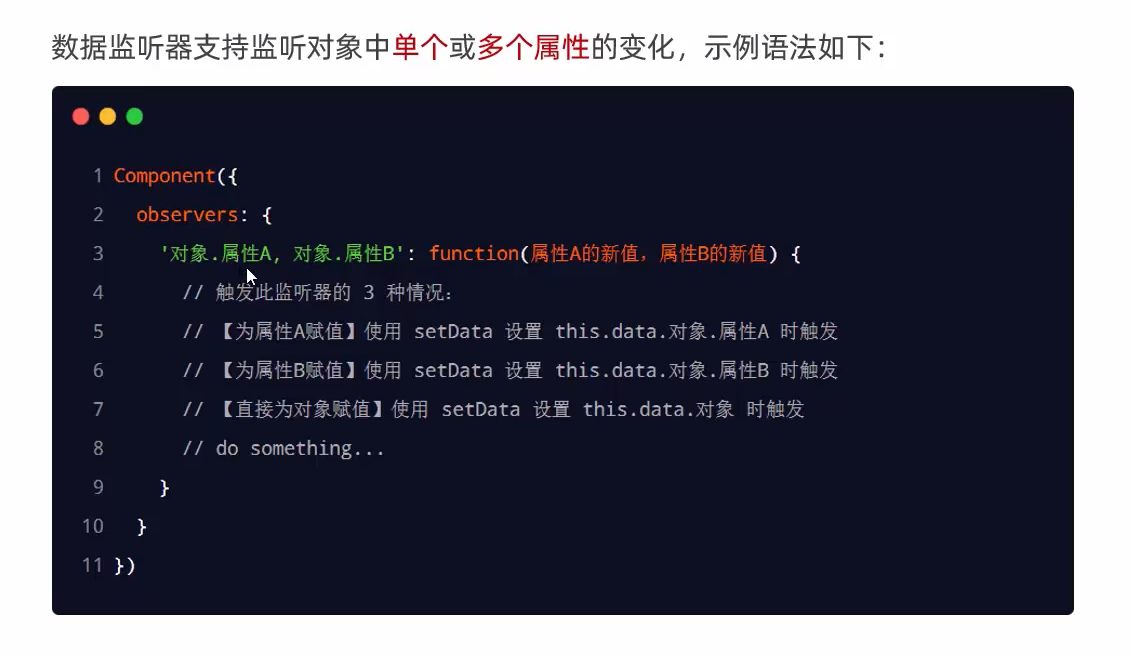 数据监听器支持监听对象中单个或多个属性的变化，示例语法如下：
1 Component({
2 observers: {
3 '对象.属性A, 对象.属性B': function(属性A的新值，属性B的新值) {
4 // 触发此监听器的 3 种情况：
5 // 【为属性A赋值】使用 setData 设置 this.data.对象.属性A 时触发
6 // 【为属性B赋值】使用 setData 设置 this.data.对象.属性B 时触发
7 // 【直接为对象赋值】使用 setData 设置 this.data.对象 时触发
8 // do something...
9 }
10 }
11 })